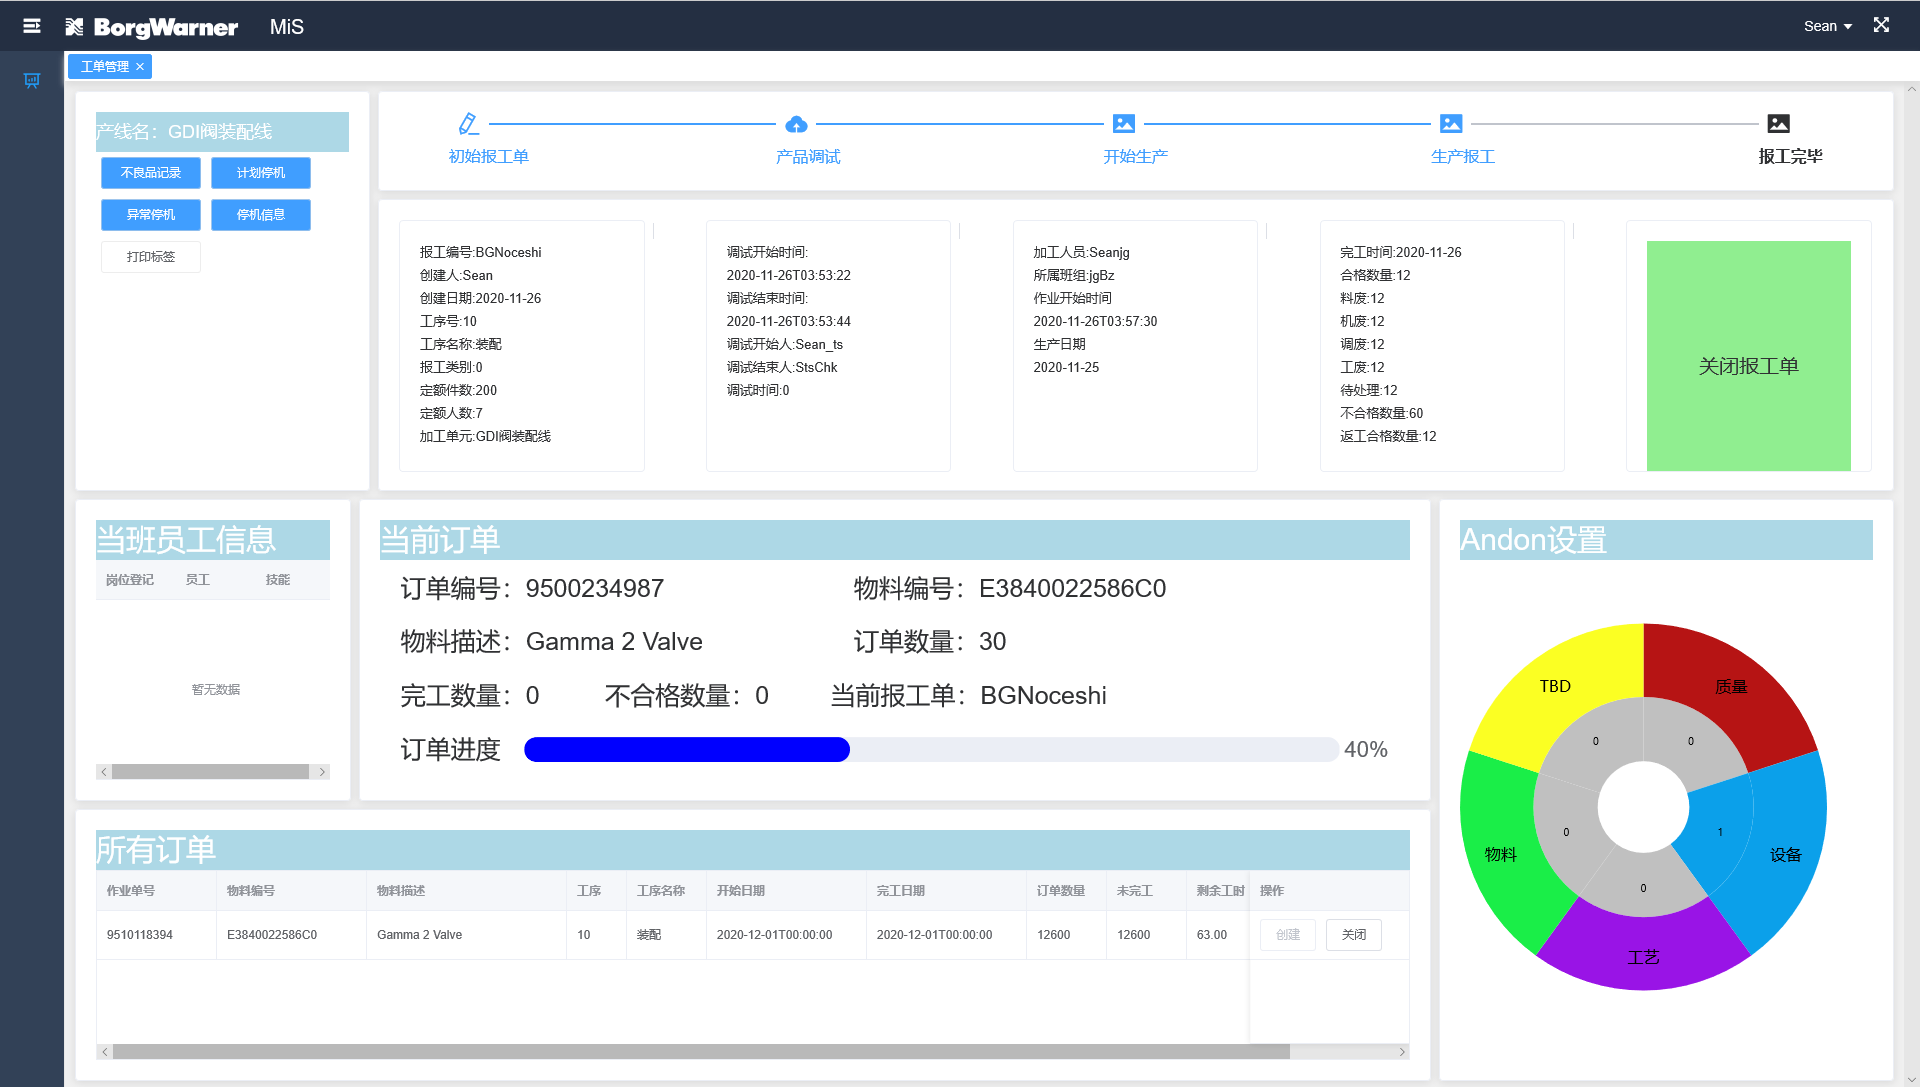 BorgWarner MiS
Sean
工单管理 ×
产线名：GDI阀装配线
不良品记录 计划停机
异常停机 停机信息
打印标签
初始报工单 产品调试 开始生产 生产报工 报工完毕
报工编号:BGNoceshi
创建人:Sean
创建日期:2020-11-26
工序号:10
工序名称:装配
报工类别:0
定额件数:200
定额人数:7
加工单元:GDI阀装配线
调试开始时间:
2020-11-26T03:53:22
调试结束时间:
2020-11-26T03:53:44
调试开始人:Sean_ts
调试结束人:StsChk
调试时间:0
加工人员:Seanjg
所属班组:jgBz
作业开始时间
2020-11-26T03:57:30
生产日期
2020-11-25
完工时间:2020-11-26
合格数量:12
料废:12
机废:12
调废:12
工废:12
待处理:12
不合格数量:60
返工合格数量:12
关闭报工单
当班员工信息
岗位登记 员工 技能
暂无数据
当前订单
订单编号：9500234987 物料编号：E3840022586C0
物料描述：Gamma 2 Valve 订单数量：30
完工数量：0 不合格数量：0 当前报工单：BGNoceshi
订单进度 40%
Andon设置
TBD 质量
0 0
物料 0 1 设备
0
工艺
所有订单
作业单号 物料编号 物料描述 工序 工序名称 开始日期 完工日期 订单数量 未完工 剩余工时 操作
9510118394 E3840022586C0 Gamma 2 Valve 10 装配 2020-12-01T00:00:00 2020-12-01T00:00:00 12600 12600 63.00 创建 关闭